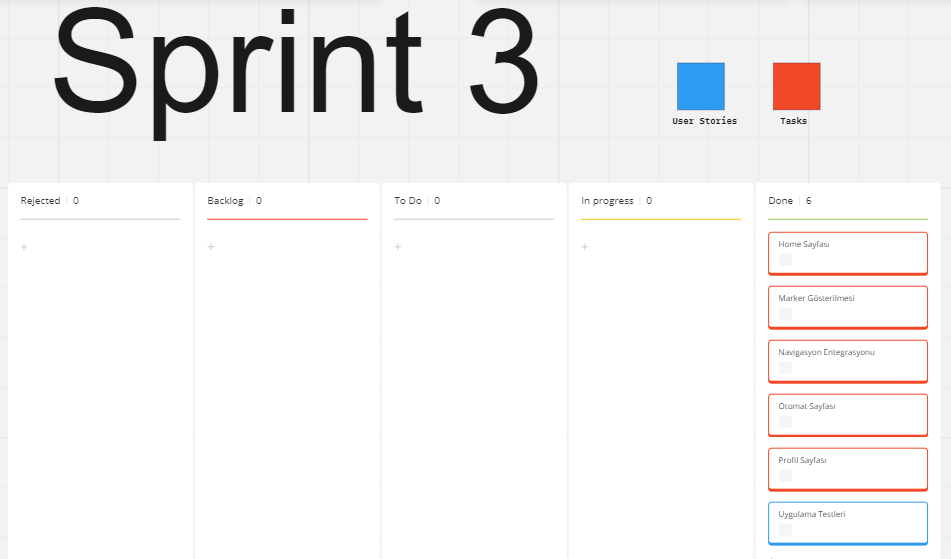 Sprint 3
User Stories
Tasks
Rejected | 0
Backlog | 0
To Do | 0
In progress | 0
Done | 6
+
+
+
+
Home Sayfası
Marker Gösterilmesi
Navigasyon Entegrasyonu
Otomat Sayfası
Profil Sayfası
Uygulama Testleri